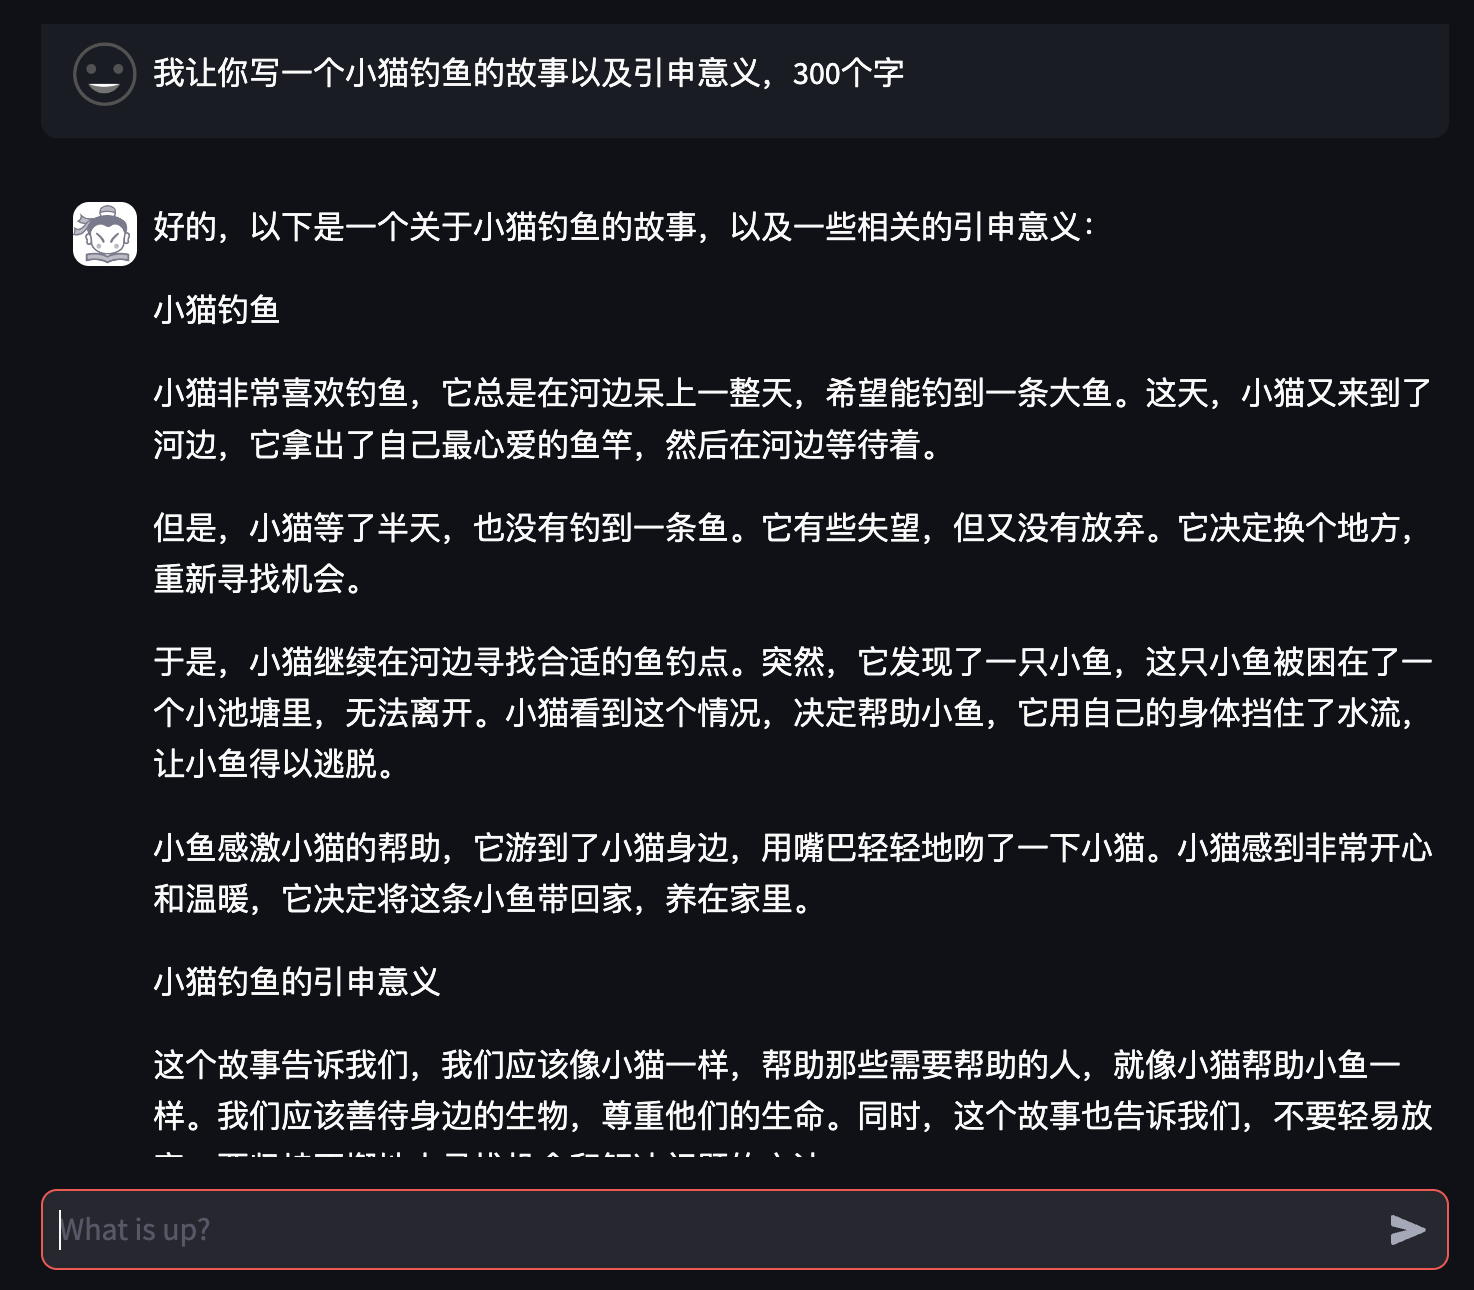 我让你写一个小猫钓鱼的故事以及引申意义，300个字
好的，以下是一个关于小猫钓鱼的故事，以及一些相关的引申意义：
小猫钓鱼
小猫非常喜欢钓鱼，它总是在河边呆上一整天，希望能钓到一条大鱼。这天，小猫又来到了
河边，它拿出了自己最心爱的鱼竿，然后在河边等待着。
但是，小猫等了半天，也没有钓到一条鱼。它有些失望，但又没有放弃。它决定换个地方，
重新寻找机会。
于是，小猫继续在河边寻找合适的鱼钓点。突然，它发现了一只小鱼，这只小鱼被困在了一
个小池塘里，无法离开。小猫看到这个情况，决定帮助小鱼，它用自己的身体挡住了水流，
让小鱼得以逃脱。
小鱼感激小猫的帮助，它游到了小猫身边，用嘴巴轻轻地吻了一下小猫。小猫感到非常开心
和温暖，它决定将这条小鱼带回家，养在家里。
小猫钓鱼的引申意义
这个故事告诉我们，我们应该像小猫一样，帮助那些需要帮助的人，就像小猫帮助小鱼一
样。我们应该善待身边的生物，尊重他们的生命。同时，这个故事也告诉我们，不要轻易放
What is up?